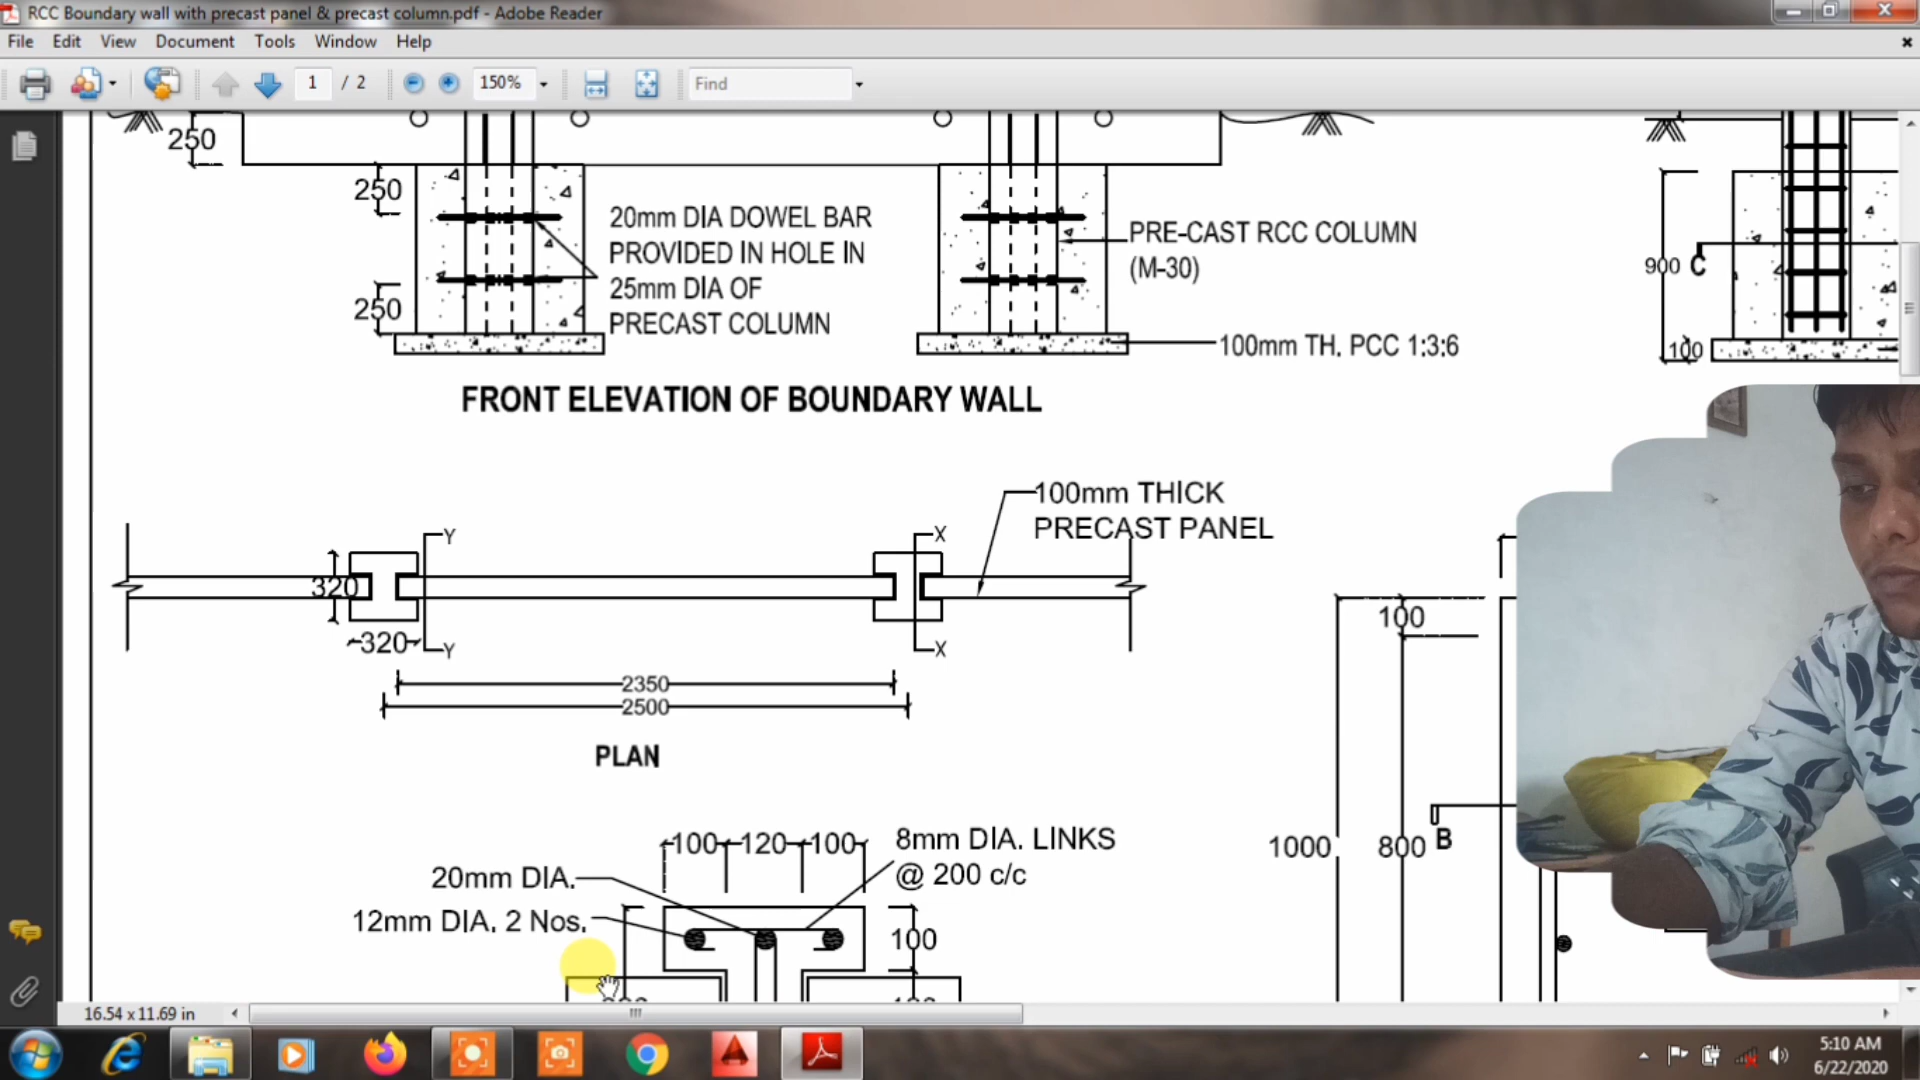 RCC Boundary wall with precast panel & precast column.pdf - Adobe Reader
File Edit View Document Tools Window Help
1 / 2 150% Find
250
250
250
20mm DIA DOWEL BAR
PROVIDED IN HOLE IN
25mm DIA OF
PRECAST COLUMN
PRE-CAST RCC COLUMN
(M-30)
100mm TH. PCC 1:3:6
900 C
100
FRONT ELEVATION OF BOUNDARY WALL
100mm THICK
PRECAST PANEL
Y X
320
320
Y X
2350
2500
PLAN
100 120 100
8mm DIA. LINKS
@ 200 c/c
20mm DIA.
12mm DIA. 2 Nos.
100
100
1000 800 B
16.54 x 11.69 in
5:10 AM
6/22/2020